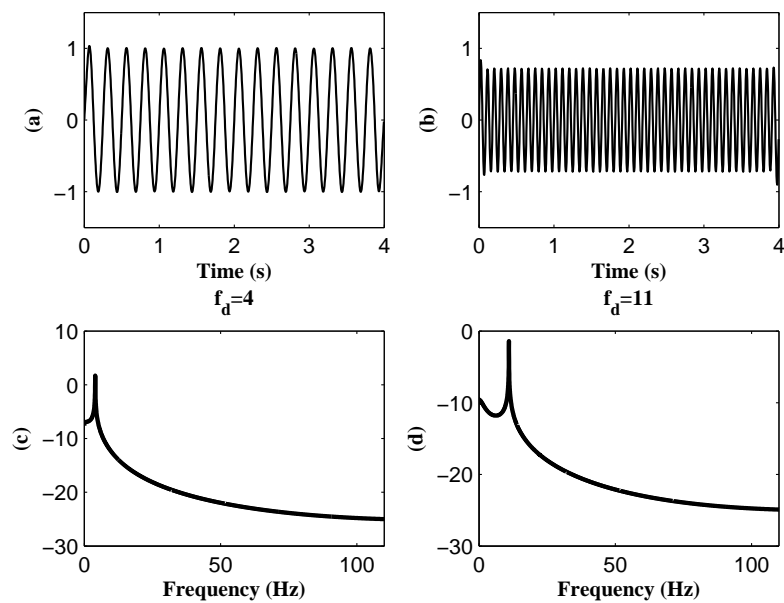 1
0
−1
(a)
0 1 2 3 4
Time (s)
1
0
−1
(b)
0 1 2 3 4
Time (s)
f_d=4
10
0
−10
−20
−30
(c)
0 50 100
Frequency (Hz)
f_d=11
0
−10
−20
−30
(d)
0 50 100
Frequency (Hz)